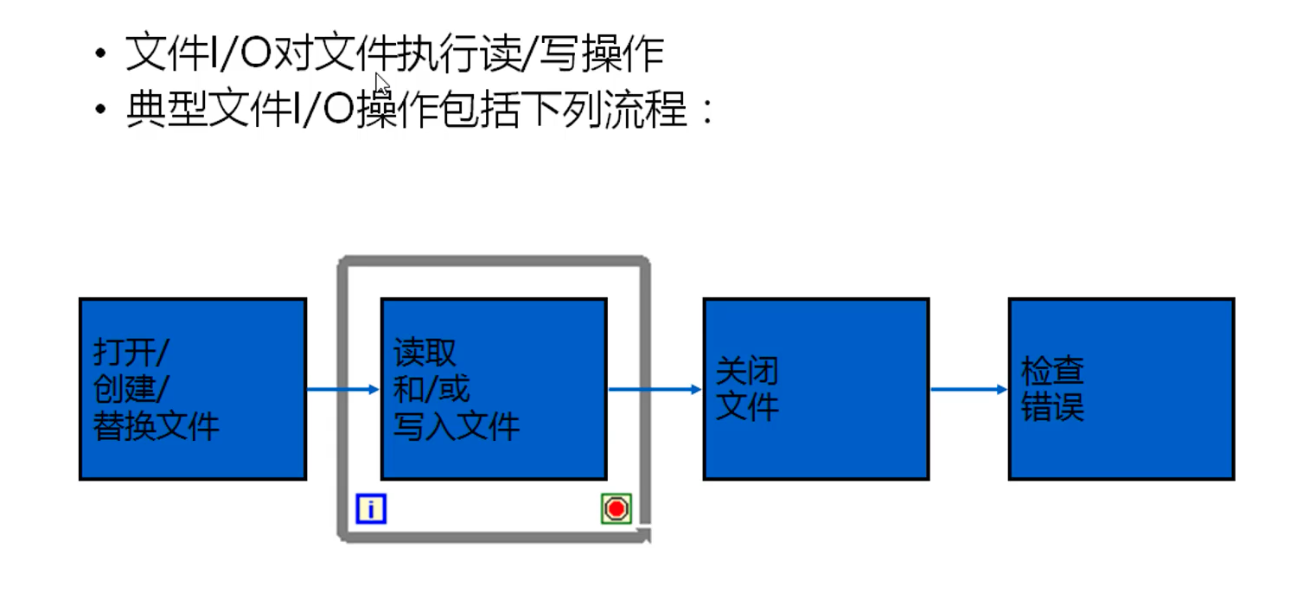 • 文件I/O对文件执行读/写操作
• 典型文件I/O操作包括下列流程：
打开/
创建/
替换文件
读取
和/或
写入文件
i
关闭
文件
检查
错误